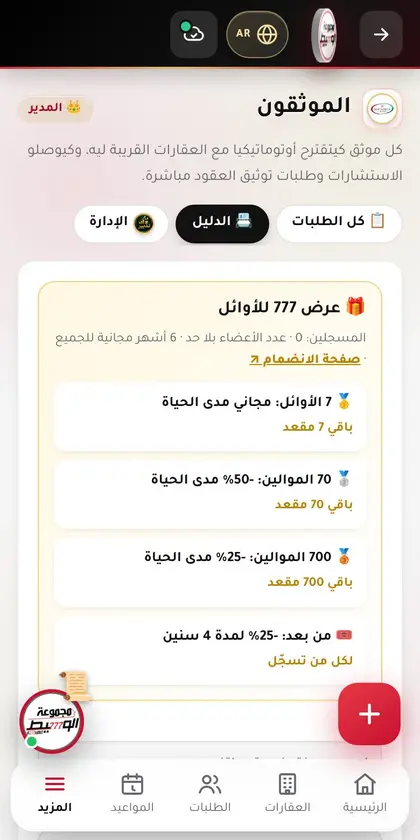 AR
الموثقون
👑 المدير
كل موثق كيتقترح أوتوماتيكيا مع العقارات القريبة ليه، وكيوصلو
الاستشارات وطلبات توثيق العقود مباشرة.
📋 كل الطلبات
📇 الدليل
الإدارة
🎁 عرض 777 للأوائل
المسجلين: 0 · عدد الأعضاء بلا حد · 6 أشهر مجانية للجميع
· صفحة الانضمام ↗
🥇 7 الأوائل: مجاني مدى الحياة
باقي 7 مقعد
🥈 70 الموالين: -50% مدى الحياة
باقي 70 مقعد
🥉 700 الموالين: -25% مدى الحياة
باقي 700 مقعد
🎟️ من بعد: -25% لمدة 4 سنين
لكل من تسجّل
مجموعة
الوسيط
777
الرئيسية
العقارات
الطلبات
المواعيد
المزيد